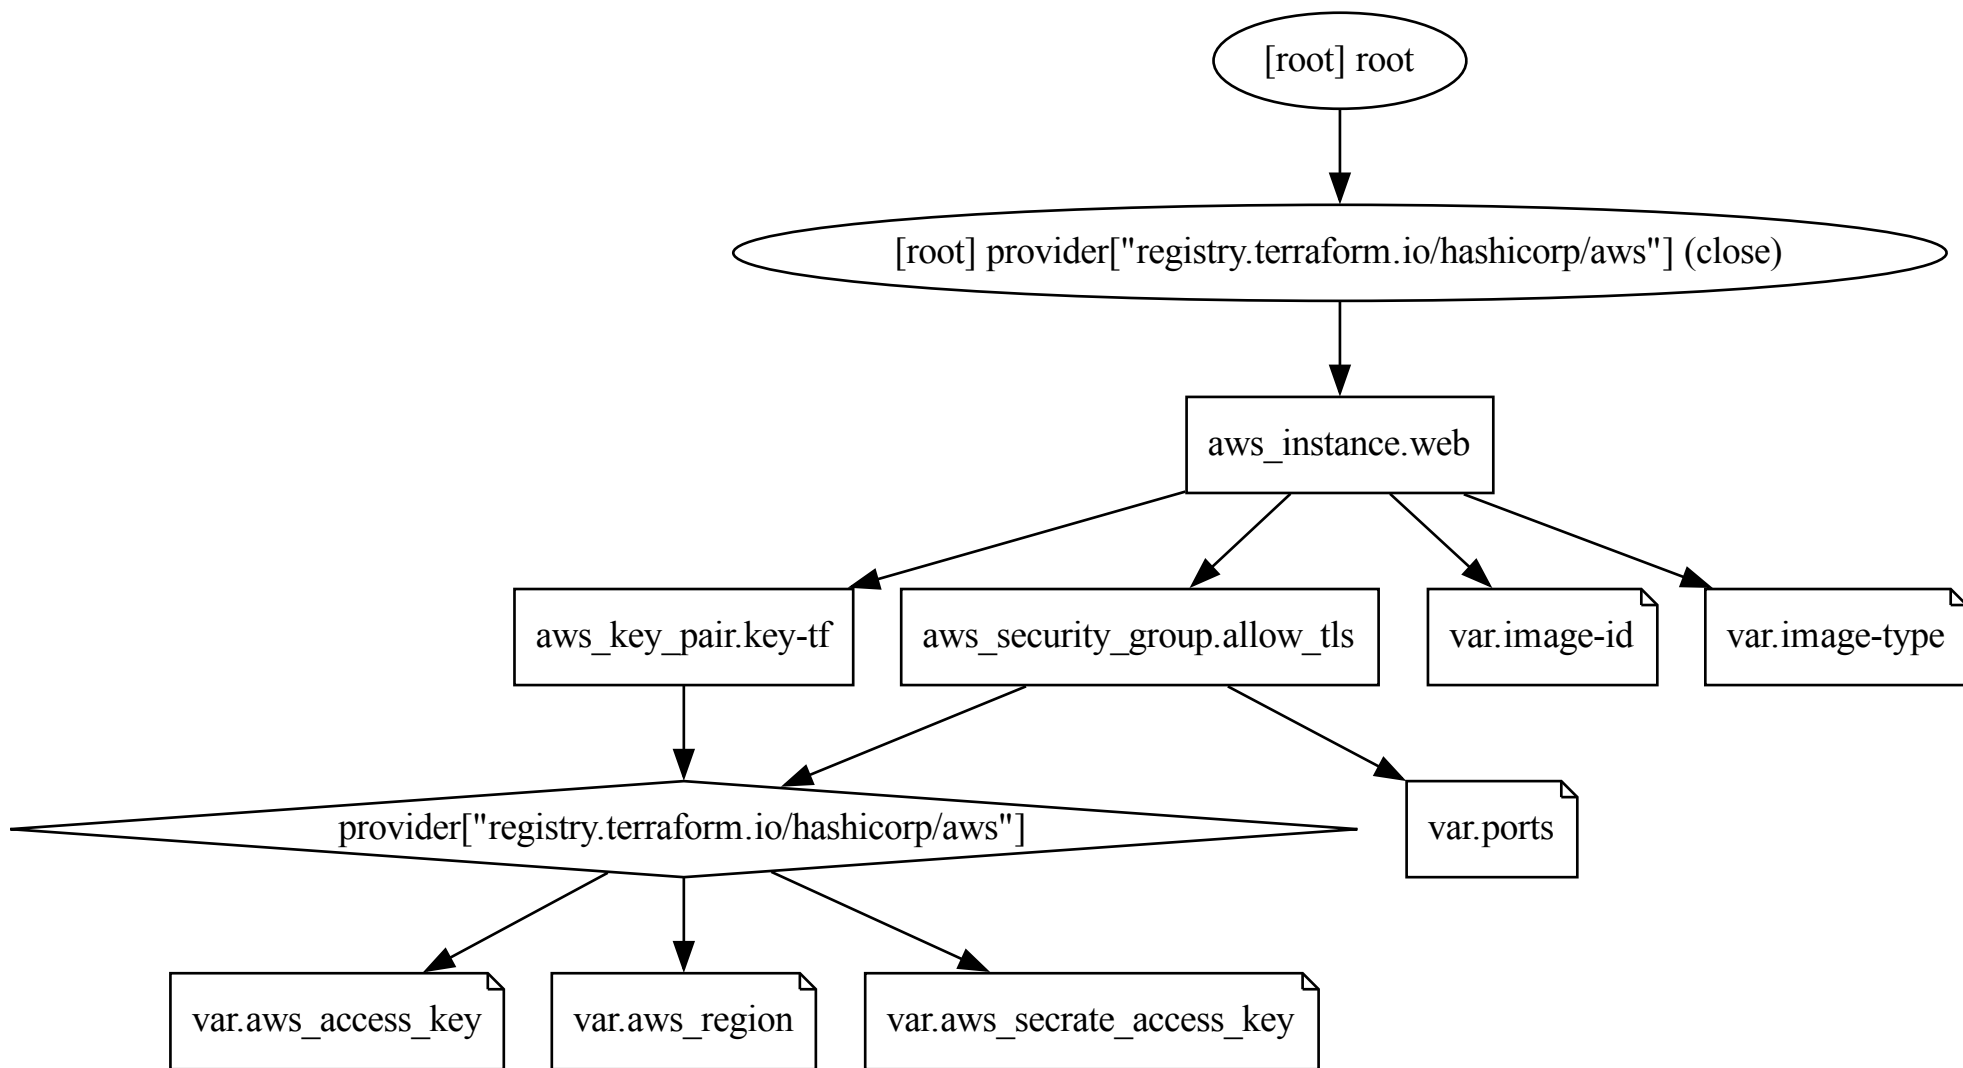 [root] root
[root] provider["registry.terraform.io/hashicorp/aws"] (close)
aws_instance.web
aws_key_pair.key-tf
aws_security_group.allow_tls
var.image-id
var.image-type
provider["registry.terraform.io/hashicorp/aws"]
var.ports
var.aws_access_key
var.aws_region
var.aws_secrate_access_key